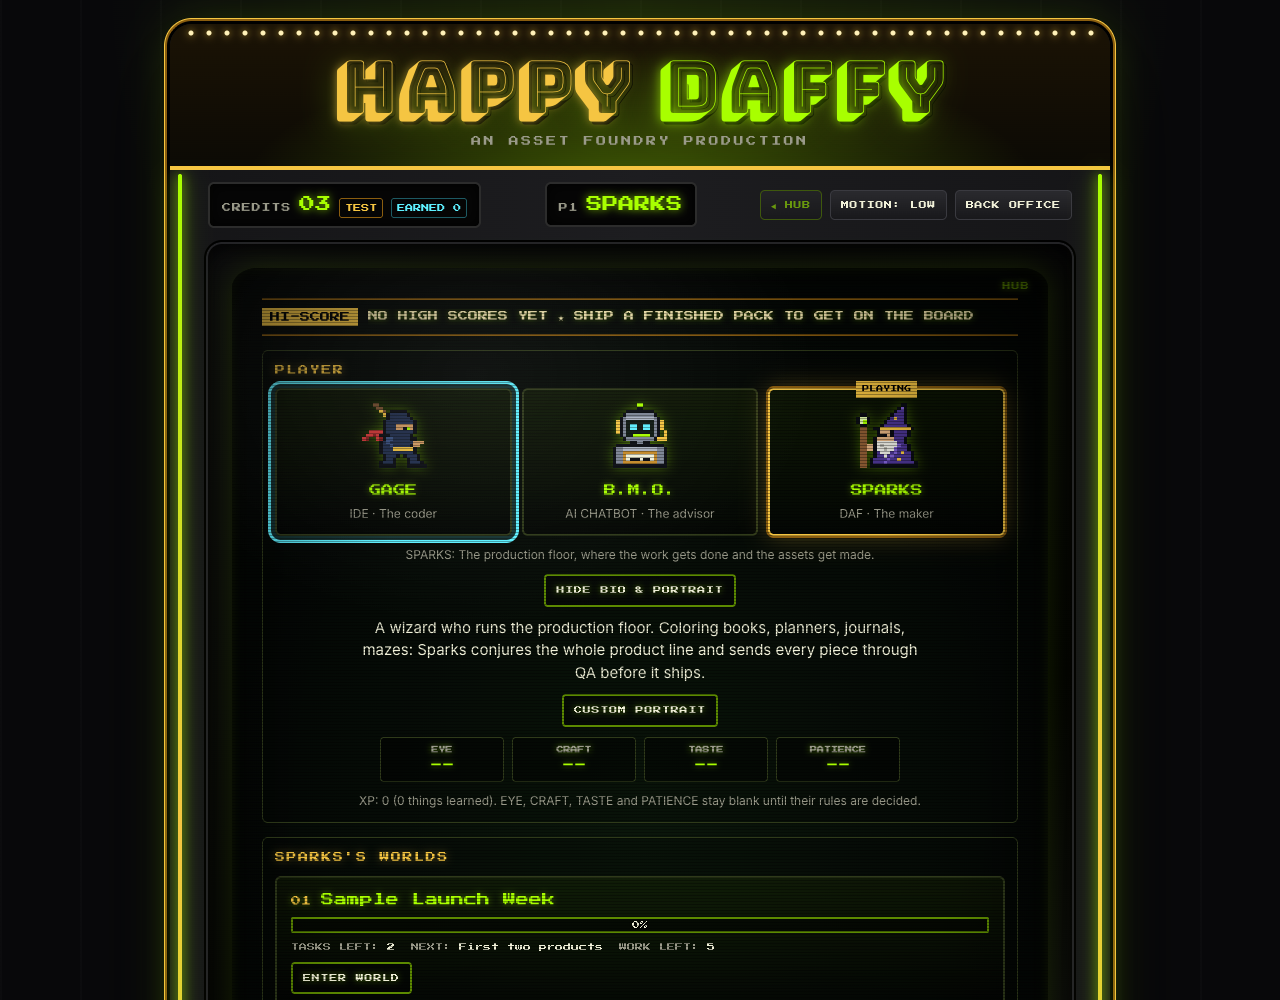 HAPPY DAFFY
AN ASSET FOUNDRY PRODUCTION
CREDITS 03 TEST EARNED 0
P1 SPARKS
◂ HUB
MOTION: LOW
BACK OFFICE
HUB
HI-SCORE NO HIGH SCORES YET . SHIP A FINISHED PACK TO GET ON THE BOARD
PLAYER
PLAYING
GAGE
IDE · The coder
B.M.O.
AI CHATBOT · The advisor
SPARKS
DAF · The maker
SPARKS: The production floor, where the work gets done and the assets get made.
HIDE BIO & PORTRAIT
A wizard who runs the production floor. Coloring books, planners, journals,
mazes: Sparks conjures the whole product line and sends every piece through
QA before it ships.
CUSTOM PORTRAIT
EYE
--
CRAFT
--
TASTE
--
PATIENCE
--
XP: 0 (0 things learned). EYE, CRAFT, TASTE and PATIENCE stay blank until their rules are decided.
SPARKS'S WORLDS
01 Sample Launch Week
0%
TASKS LEFT: 2 NEXT: First two products WORK LEFT: 5
ENTER WORLD